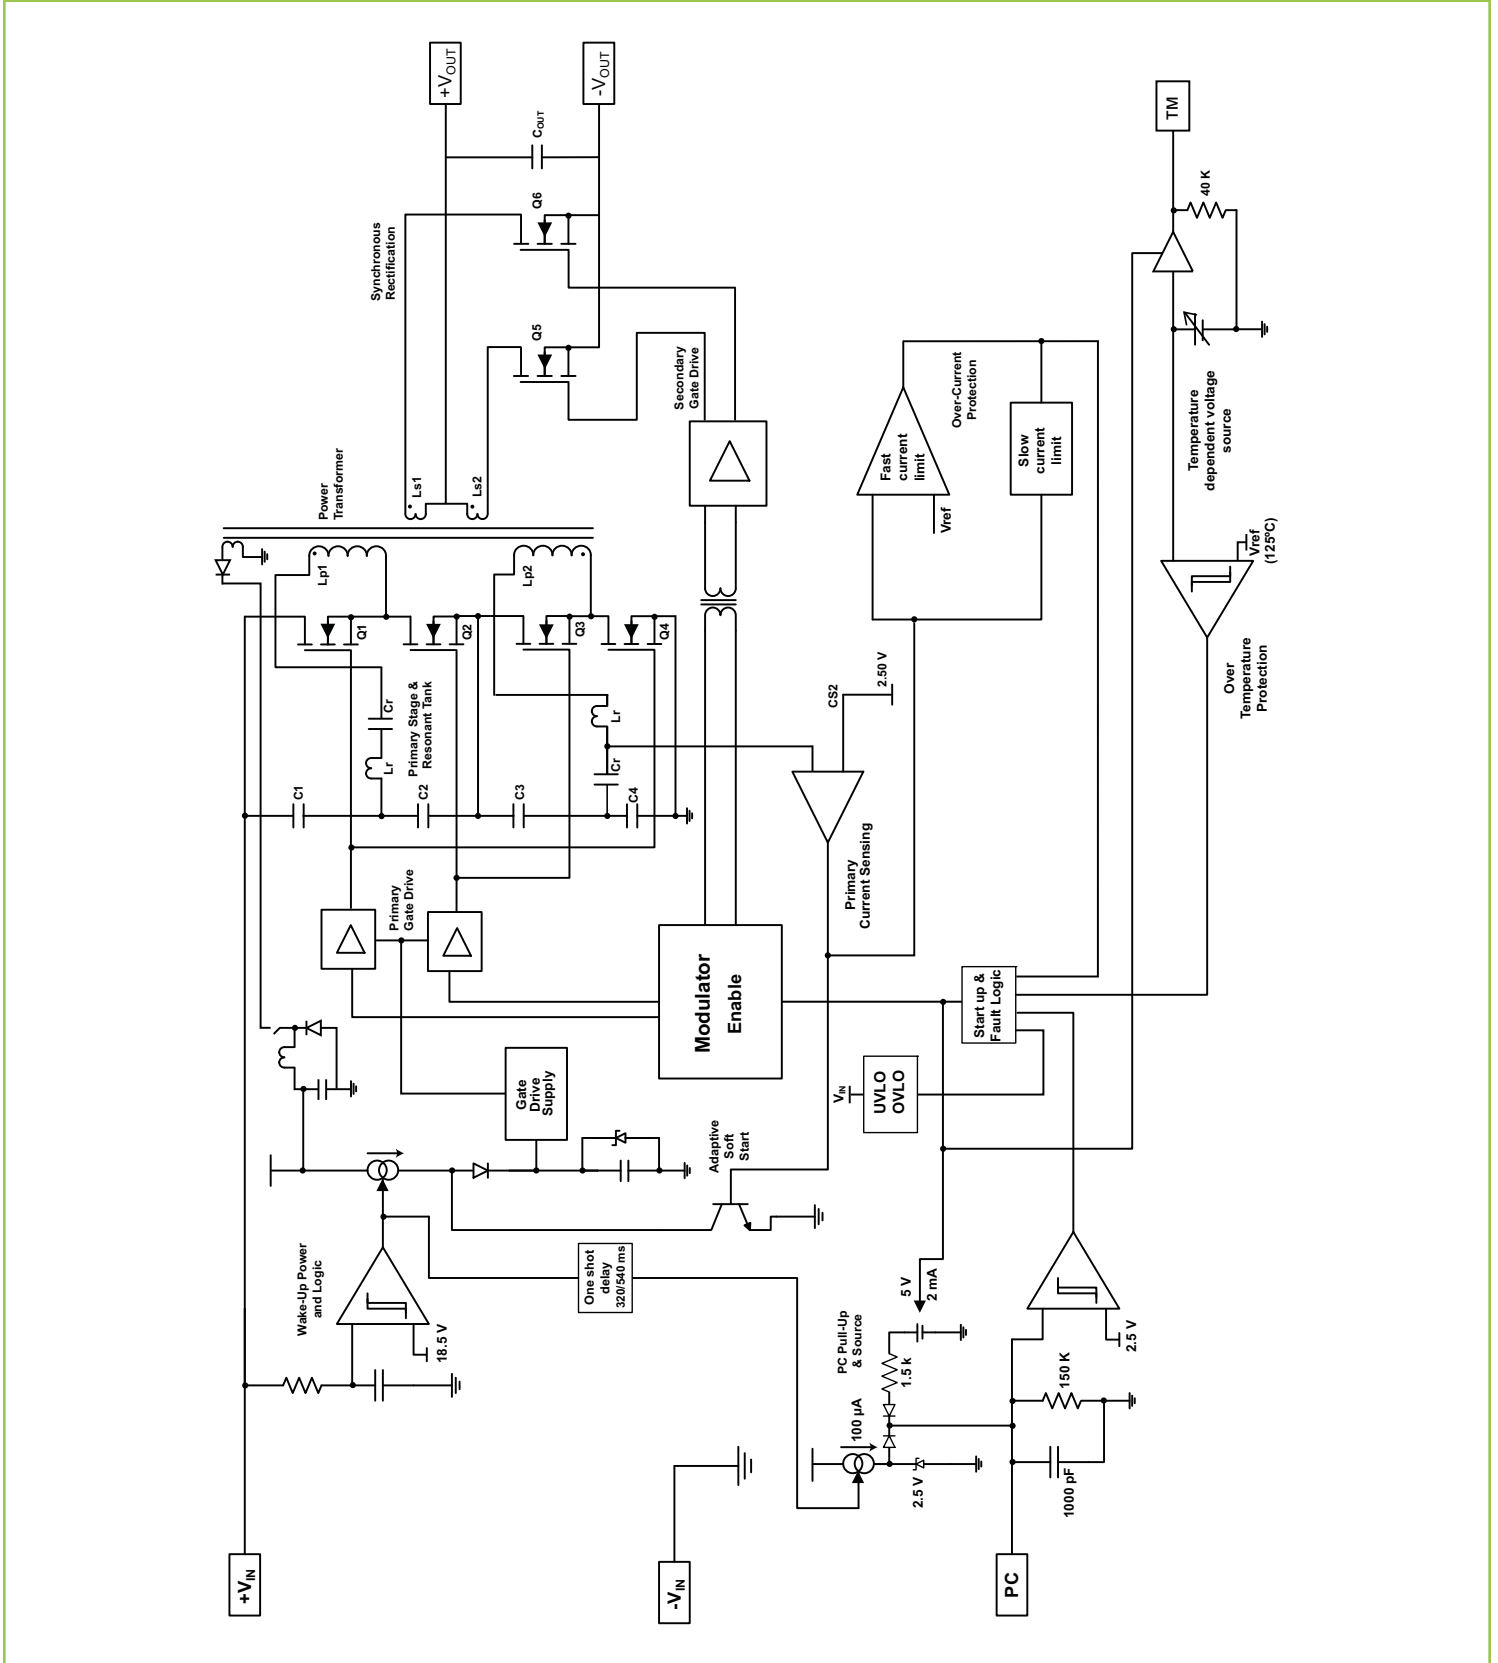 +VIN
-VIN
PC
Wake-Up Power
and Logic
18.5 V
One shot
delay
320/540 ms
PC Pull-Up
& Source
100 µA
2.5 V
1.5 k
5 V
2 mA
1000 pF
150 K
2.5 V
Adaptive
Soft
Start
Gate
Drive
Supply
Modulator
Enable
VIN
UVLO
OVLO
Start up &
Fault Logic
Primary
Gate Drive
Primary
Current Sensing
C1
C2
C3
C4
Lr
Cr
Primary Stage &
Resonant Tank
Cr
Lr
CS2
2.50 V
Q1
Q2
Q3
Q4
Lp1
Lp2
Power
Transformer
Ls1
Ls2
Synchronous
Rectification
Q5
Q6
COUT
+VOUT
-VOUT
Secondary
Gate Drive
Fast
current
limit
Vref
Over-Current
Protection
Slow
current
limit
Over
Temperature
Protection
Vref
(125ºC)
Temperature
dependent voltage
source
40 K
TM